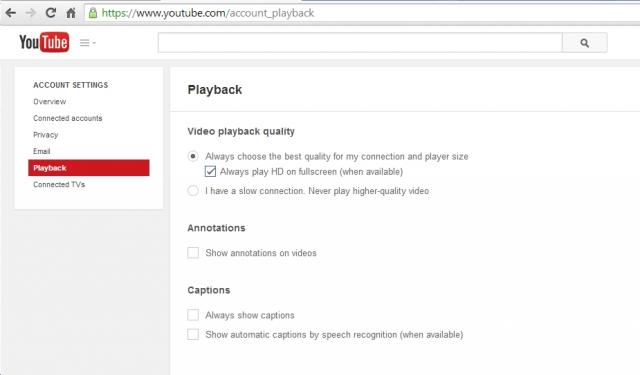 https://www.youtube.com/account_playback
YouTube
ACCOUNT SETTINGS
Overview
Connected accounts
Privacy
Email
Playback
Connected TVs
Playback
Video playback quality
Always choose the best quality for my connection and player size
Always play HD on fullscreen (when available)
I have a slow connection. Never play higher-quality video
Annotations
Show annotations on videos
Captions
Always show captions
Show automatic captions by speech recognition (when available)